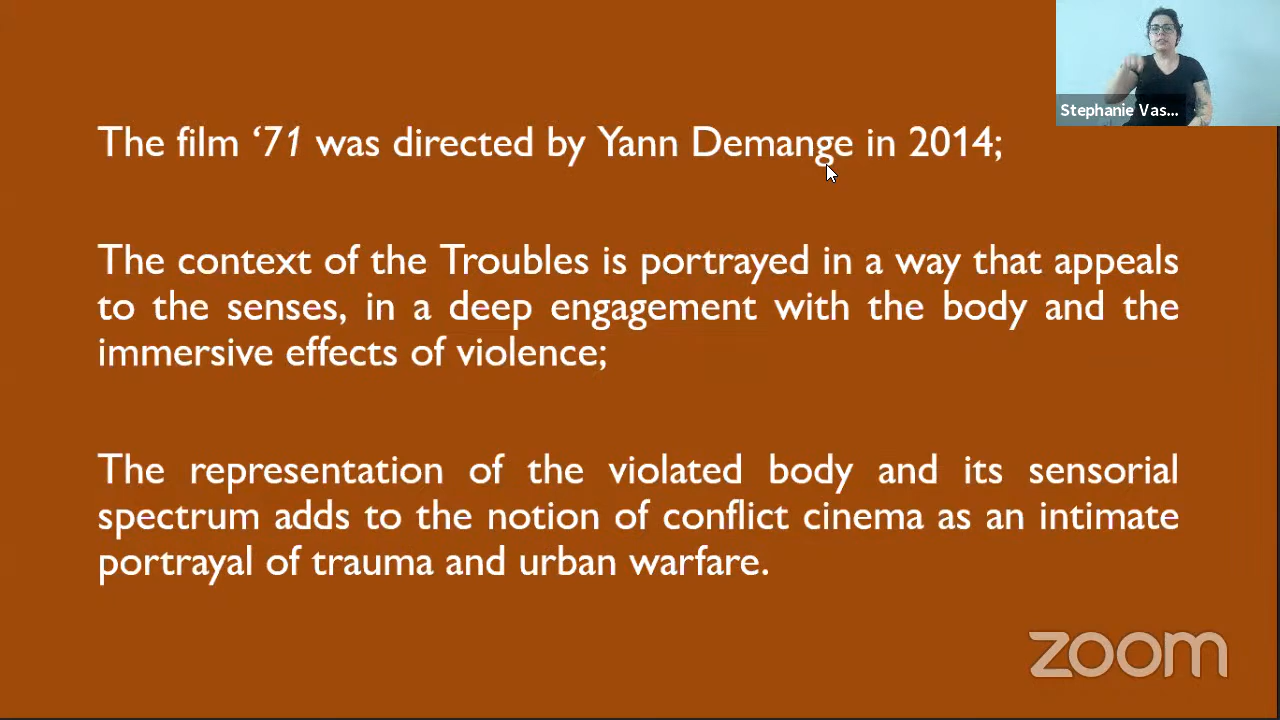 Stephanie Vas...
The film ‘71 was directed by Yann Demange in 2014;
The context of the Troubles is portrayed in a way that appeals
to the senses, in a deep engagement with the body and the
immersive effects of violence;
The representation of the violated body and its sensorial
spectrum adds to the notion of conflict cinema as an intimate
portrayal of trauma and urban warfare.
zoom